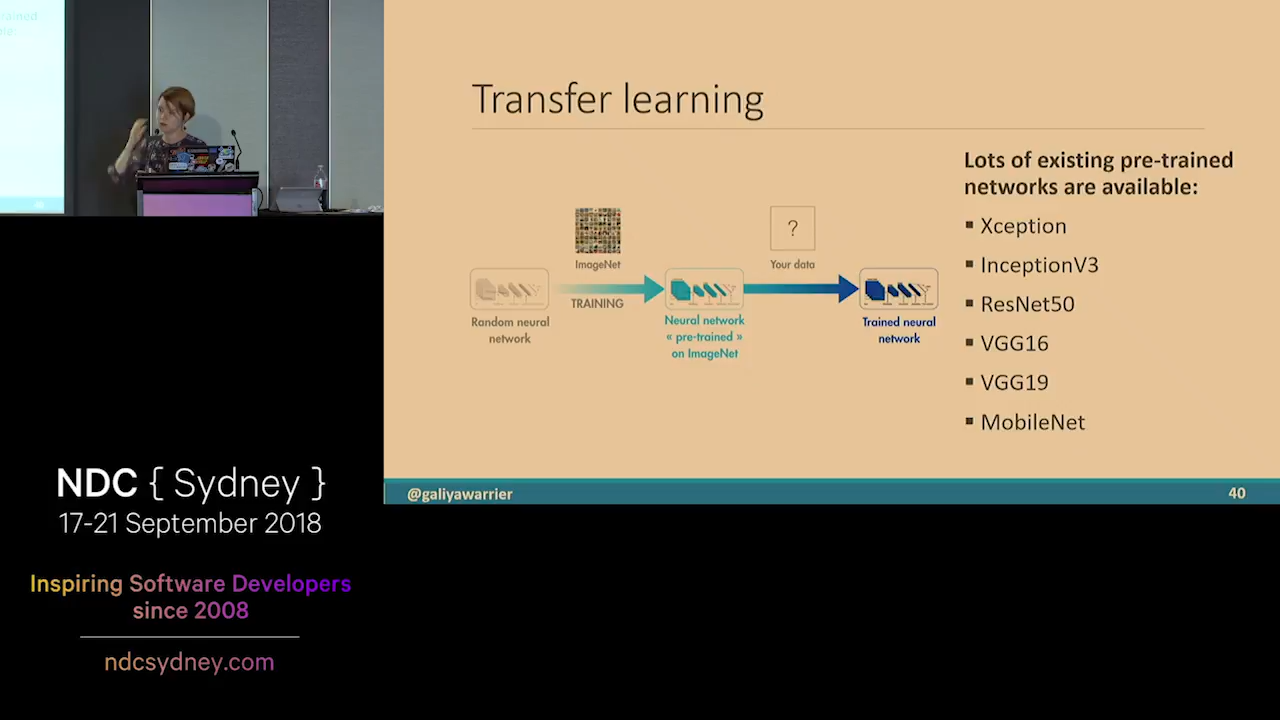 Transfer learning
ImageNet
TRAINING
Random neural
network
Neural network
« pre-trained »
on ImageNet
?
Your data
Trained neural
network
Lots of existing pre-trained
networks are available:
▪ Xception
▪ InceptionV3
▪ ResNet50
▪ VGG16
▪ VGG19
▪ MobileNet
@galiyawarrier
40
NDC { Sydney }
17-21 September 2018
Inspiring Software Developers
since 2008
ndcsydney.com